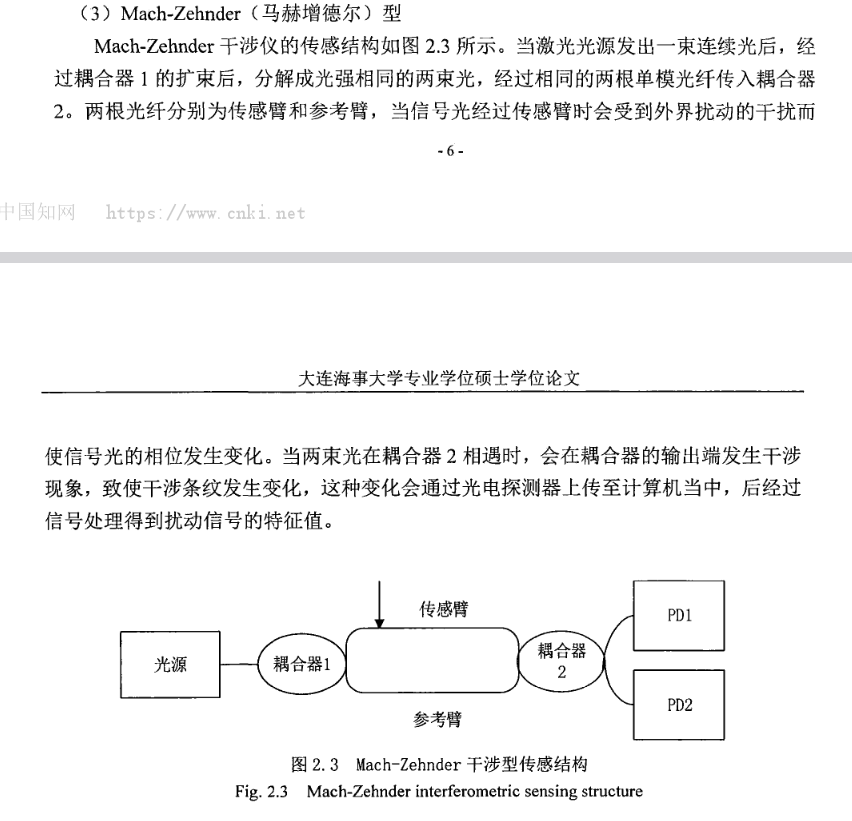 （3）Mach-Zehnder（马赫增德尔）型
Mach-Zehnder 干涉仪的传感结构如图 2.3 所示。当激光光源发出一束连续光后，经
过耦合器 1 的扩束后，分解成光强相同的两束光，经过相同的两根单模光纤传入耦合器
2。两根光纤分别为传感臂和参考臂，当信号光经过传感臂时会受到外界扰动的干扰而
- 6 -
中国知网 https://www.cnki.net
大连海事大学专业学位硕士学位论文
使信号光的相位发生变化。当两束光在耦合器 2 相遇时，会在耦合器的输出端发生干涉
现象，致使干涉条纹发生变化，这种变化会通过光电探测器上传至计算机当中，后经过
信号处理得到扰动信号的特征值。
光源
耦合器1
传感臂
参考臂
耦合器
2
PD1
PD2
图 2.3 Mach-Zehnder 干涉型传感结构
Fig. 2.3 Mach-Zehnder interferometric sensing structure